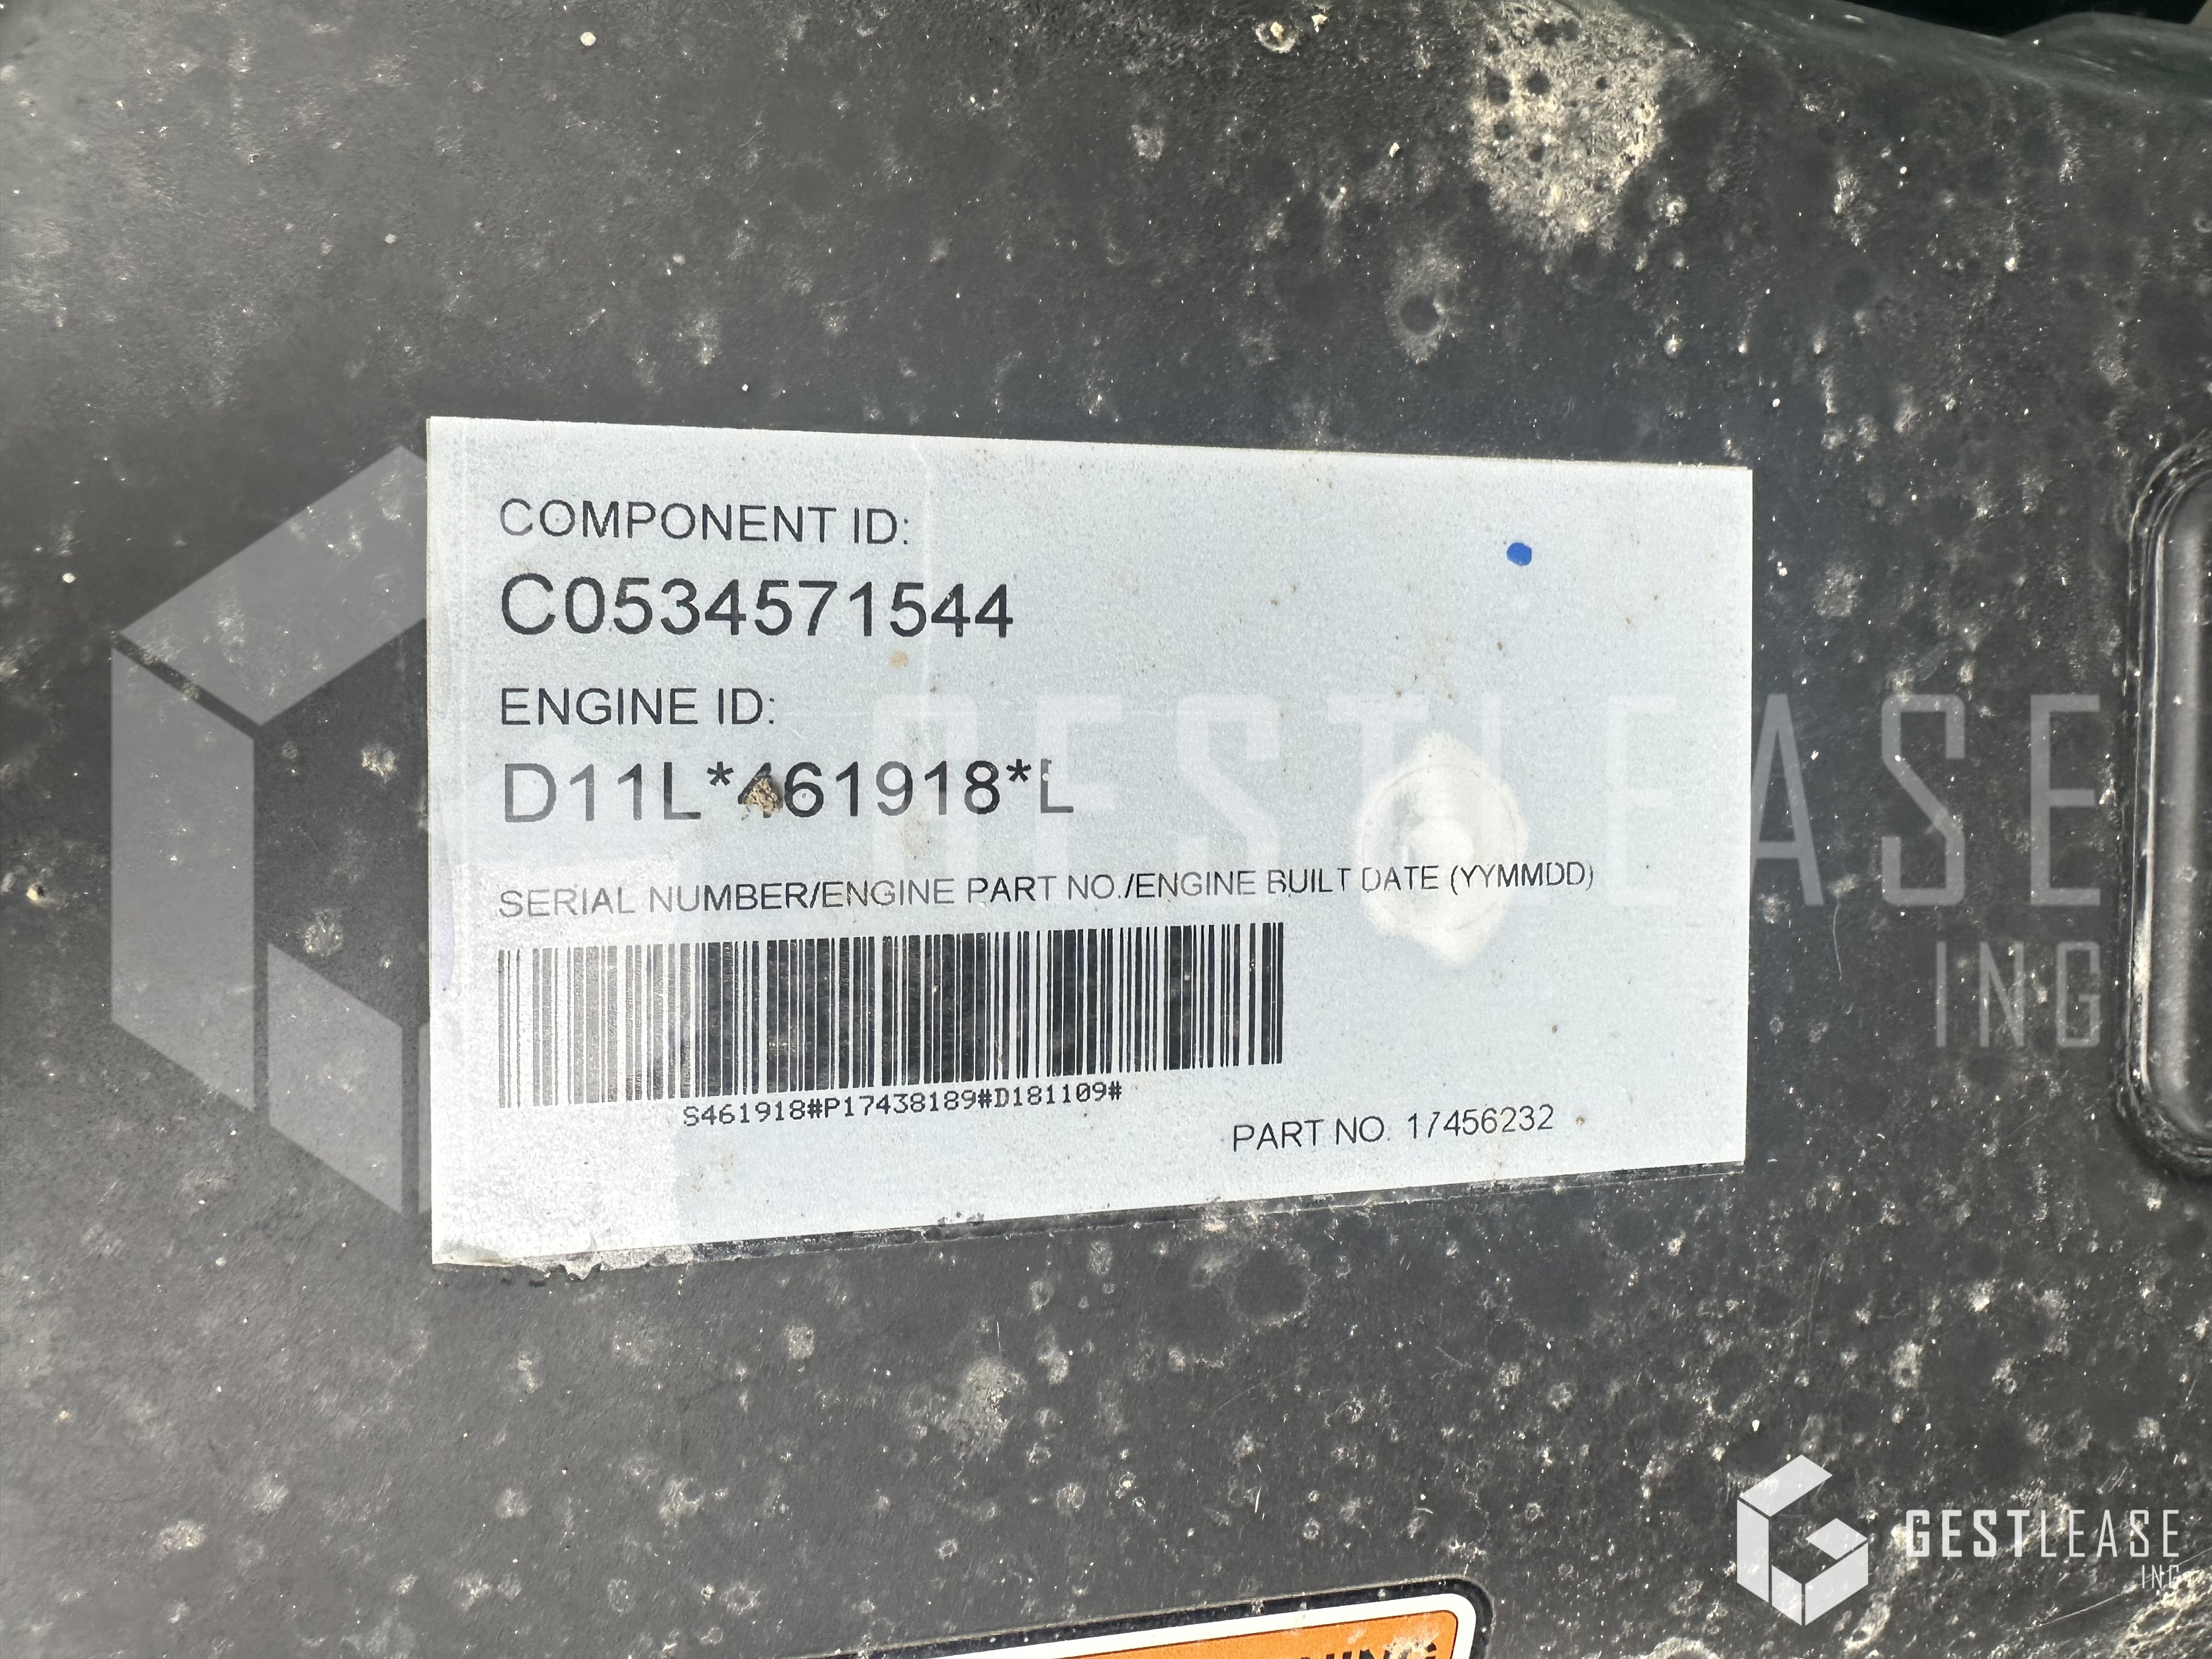 COMPONENT ID:
C0534571544
ENGINE ID:
D11L*461918*L
SERIAL NUMBER/ENGINE PART NO./ENGINE BUILT DATE (YYMMDD)
S461918#P17438189#D181109#
PART NO. 17456232
GESTLEASE
ING
GESTLEASE
ING